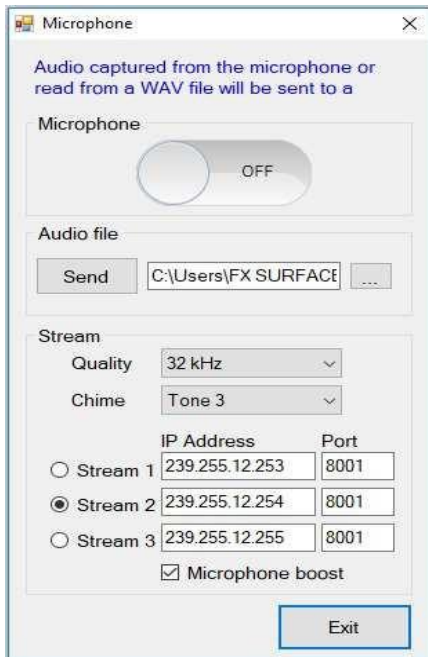 Microphone
Audio captured from the microphone or
read from a WAV file will be sent to a
Microphone
OFF
Audio file
Send C:\Users\FX SURFACE ...
Stream
Quality 32 kHz
Chime Tone 3
IP Address Port
Stream 1 239.255.12.253 8001
Stream 2 239.255.12.254 8001
Stream 3 239.255.12.255 8001
Microphone boost
Exit